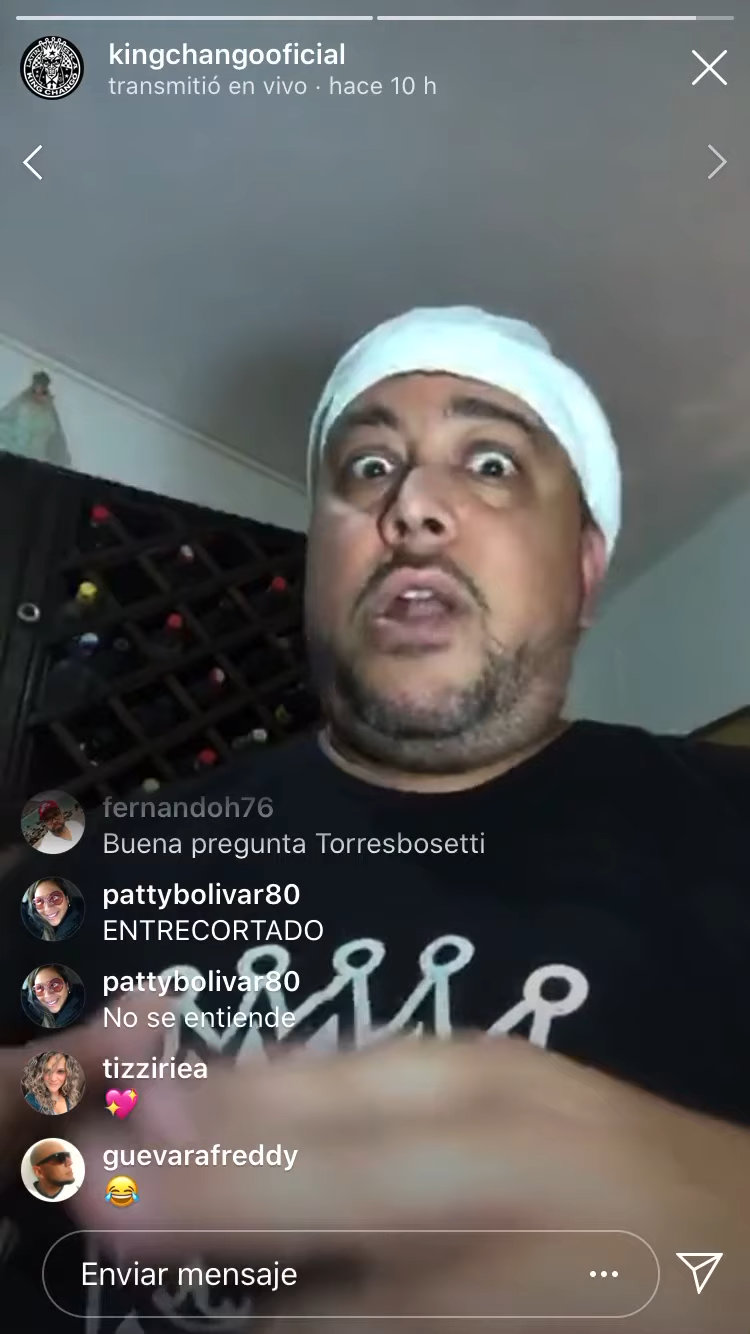 kingchangooficial
transmitió en vivo · hace 10 h
fernandoh76
Buena pregunta Torresbosetti
pattybolivar80
ENTRECORTADO
pattybolivar80
No se entiende
tizziriea
💖
guevarafreddy
😂
Enviar mensaje